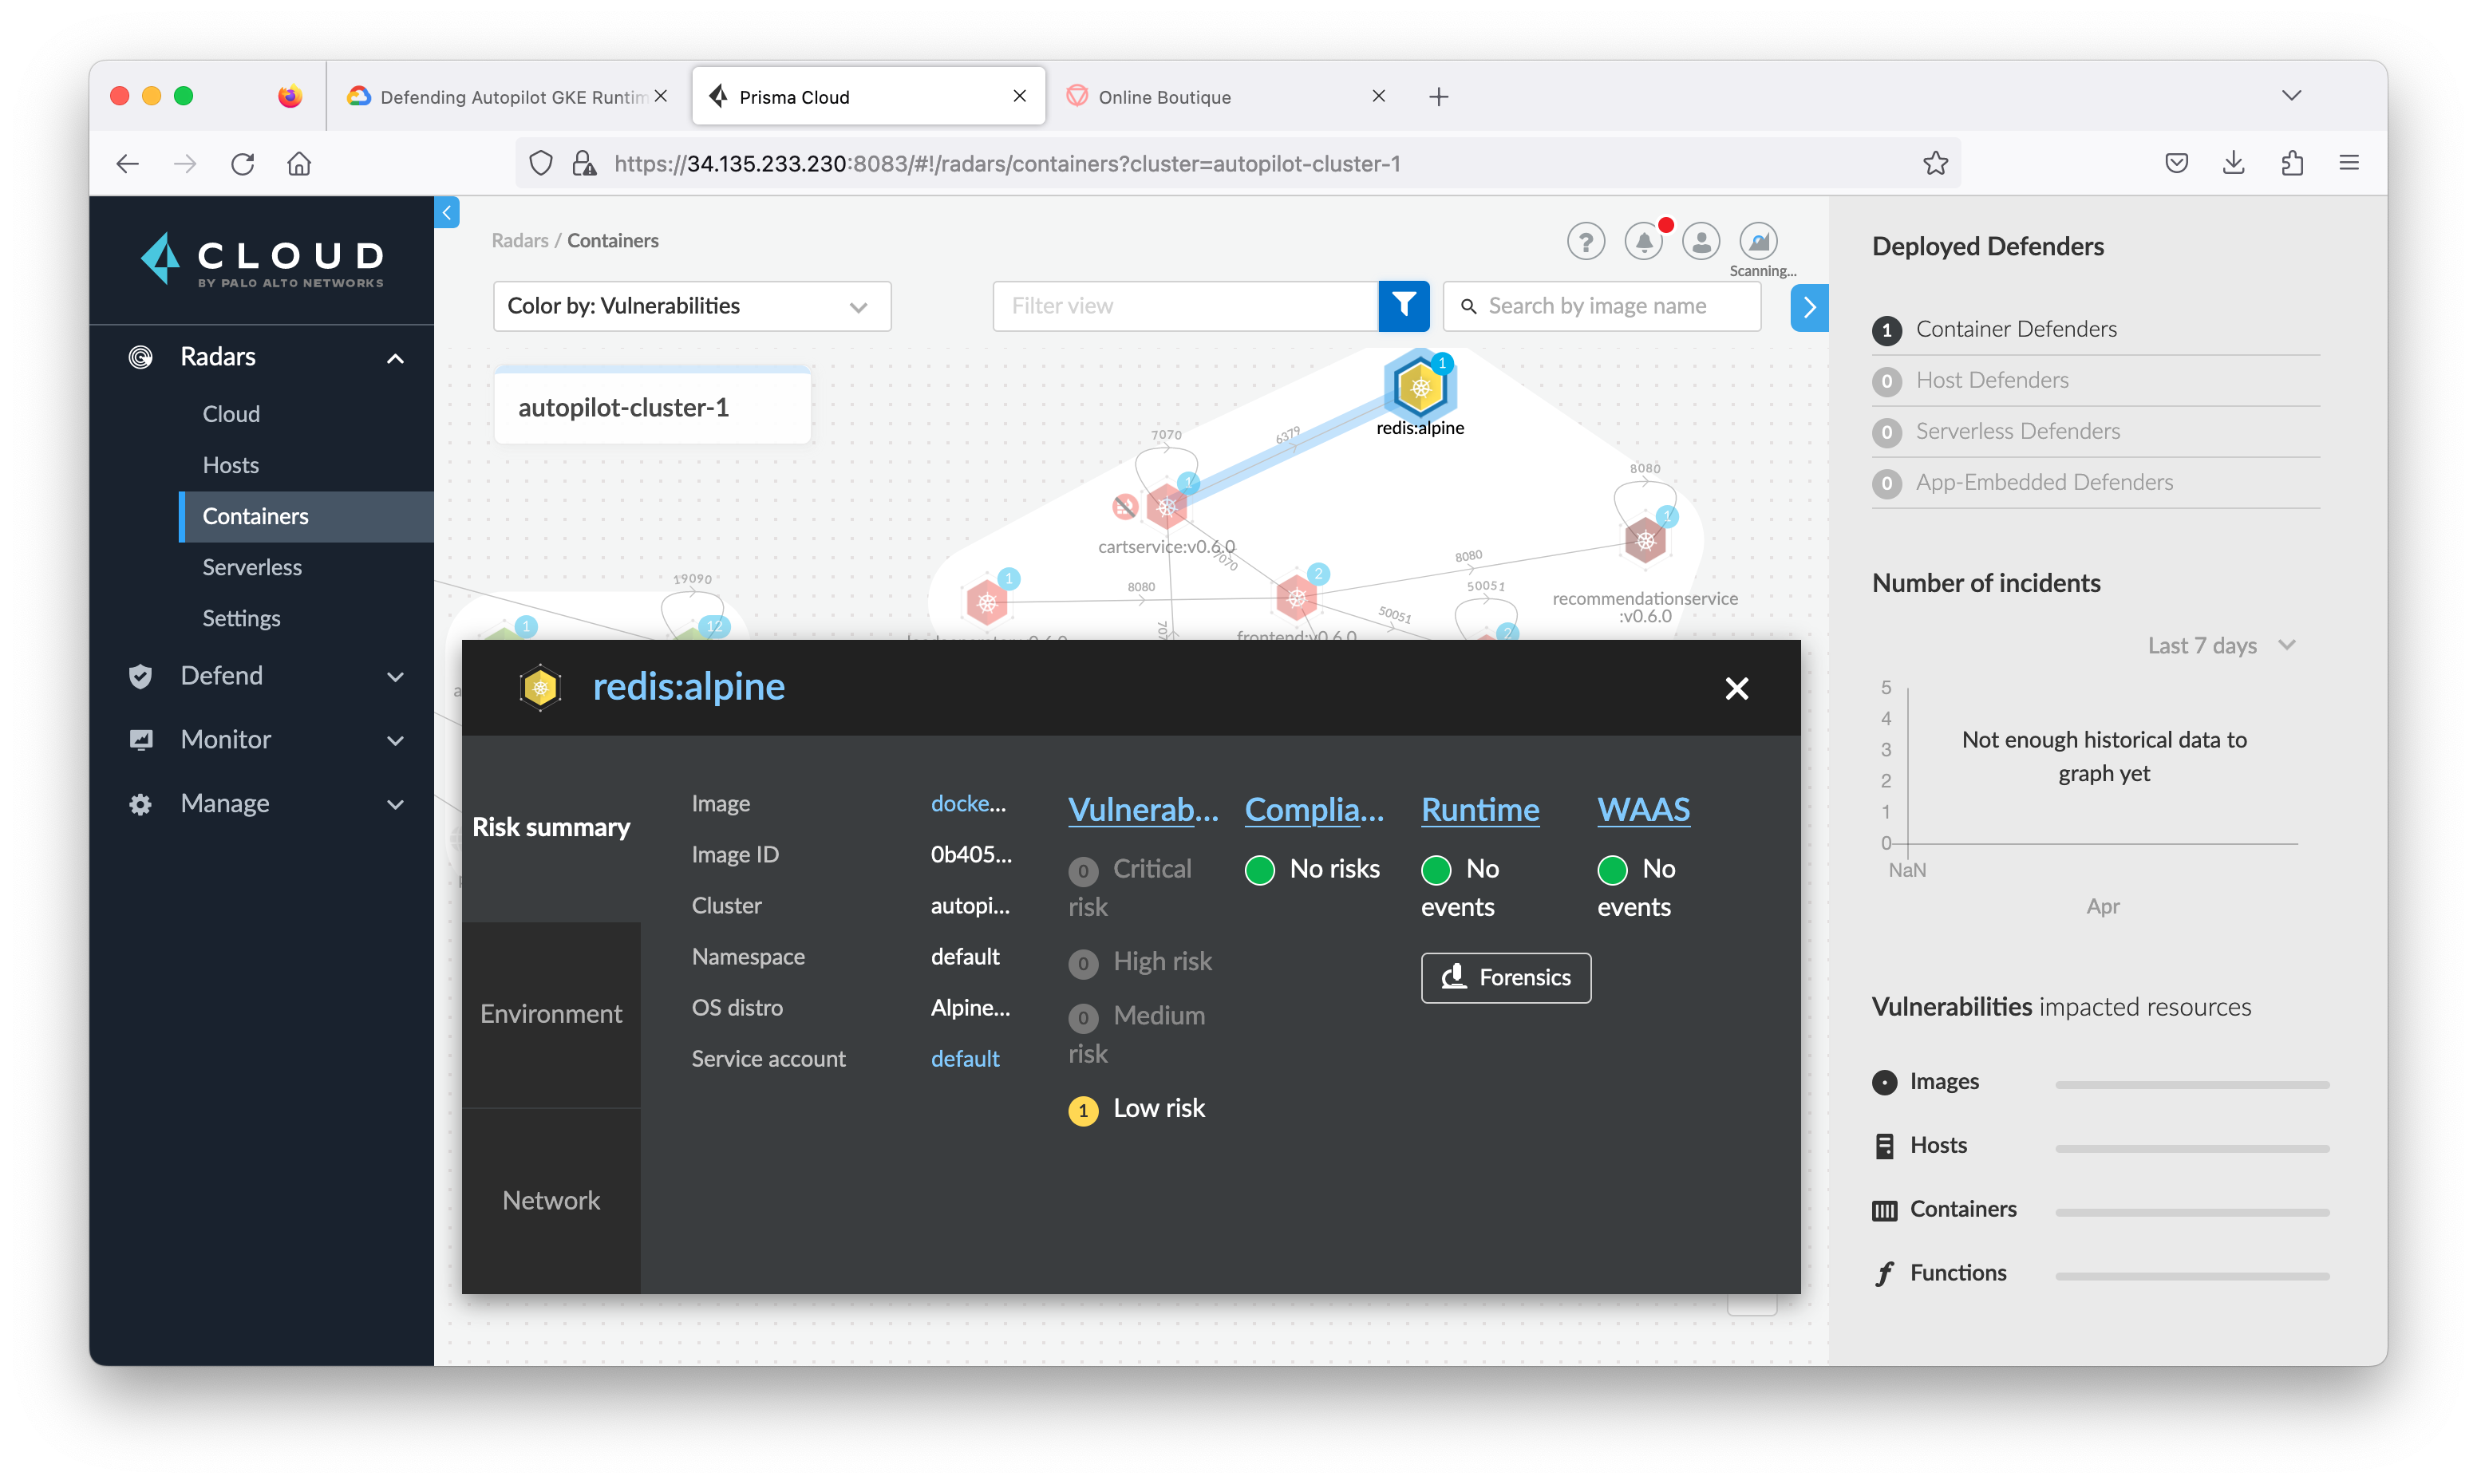 Defending Autopilot GKE Runtim
Prisma Cloud
Online Boutique
https://34.135.233.230:8083/#!/radars/containers?cluster=autopilot-cluster-1
CLOUD
BY PALO ALTO NETWORKS
Radars
Cloud
Hosts
Containers
Serverless
Settings
Defend
Monitor
Manage
Radars / Containers
?
Scanning...
Color by: Vulnerabilities
Filter view
Search by image name
autopilot-cluster-1
1
redis:alpine
6379
7070
1
cartservice:v0.6.0
7070
8080
1
recommendationservice
:v0.6.0
8080
1
8080
2
frontend:v0.6.0
50051
50051
2
19090
1
12
redis:alpine
Risk summary
Environment
Network
Image docke...
Image ID 0b405...
Cluster autopi...
Namespace default
OS distro Alpine...
Service account default
Vulnerab...
0 Critical
risk
0 High risk
0 Medium
risk
1 Low risk
Complia...
No risks
Runtime
No
events
Forensics
WAAS
No
events
Deployed Defenders
1 Container Defenders
0 Host Defenders
0 Serverless Defenders
0 App-Embedded Defenders
Number of incidents
Last 7 days
5
4
3
2
1
0
Not enough historical data to
graph yet
NaN
Apr
Vulnerabilities impacted resources
Images
Hosts
Containers
Functions